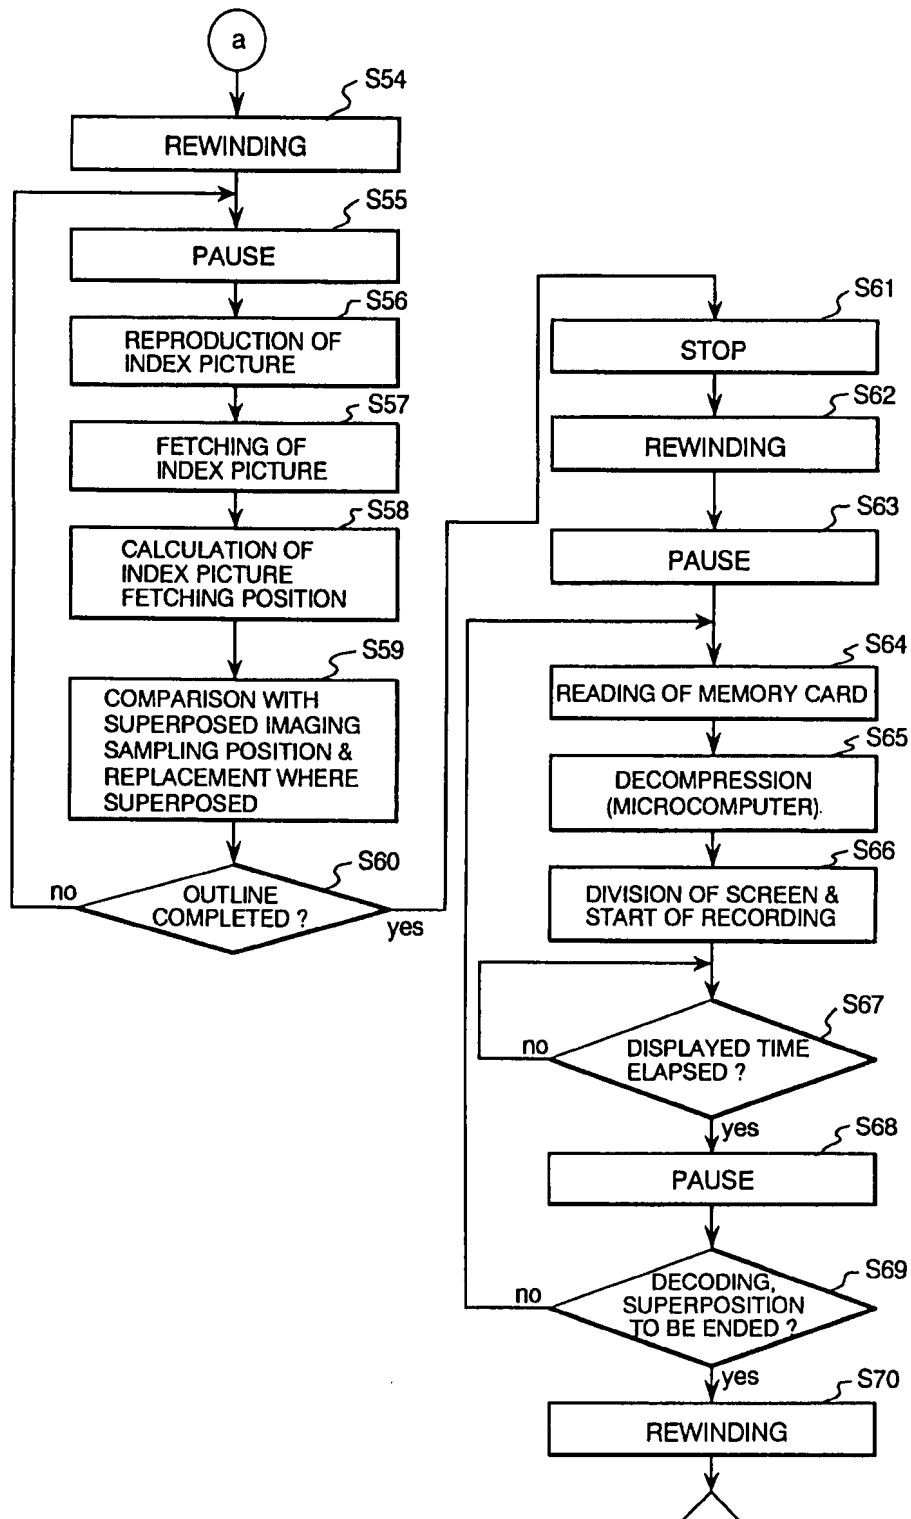 a
S54
REWINDING
S55
PAUSE
S56
REPRODUCTION OF
INDEX PICTURE
S57
FETCHING OF
INDEX PICTURE
S58
CALCULATION OF
INDEX PICTURE
FETCHING POSITION
S59
COMPARISON WITH
SUPERPOSED IMAGING
SAMPLING POSITION &
REPLACEMENT WHERE
SUPERPOSED
S60
OUTLINE
COMPLETED ?
no
yes
S61
STOP
S62
REWINDING
S63
PAUSE
S64
READING OF MEMORY CARD
S65
DECOMPRESSION
(MICROCOMPUTER).
S66
DIVISION OF SCREEN &
START OF RECORDING
S67
DISPLAYED TIME
ELAPSED ?
no
yes
S68
PAUSE
S69
DECODING,
SUPERPOSITION
TO BE ENDED ?
no
yes
S70
REWINDING